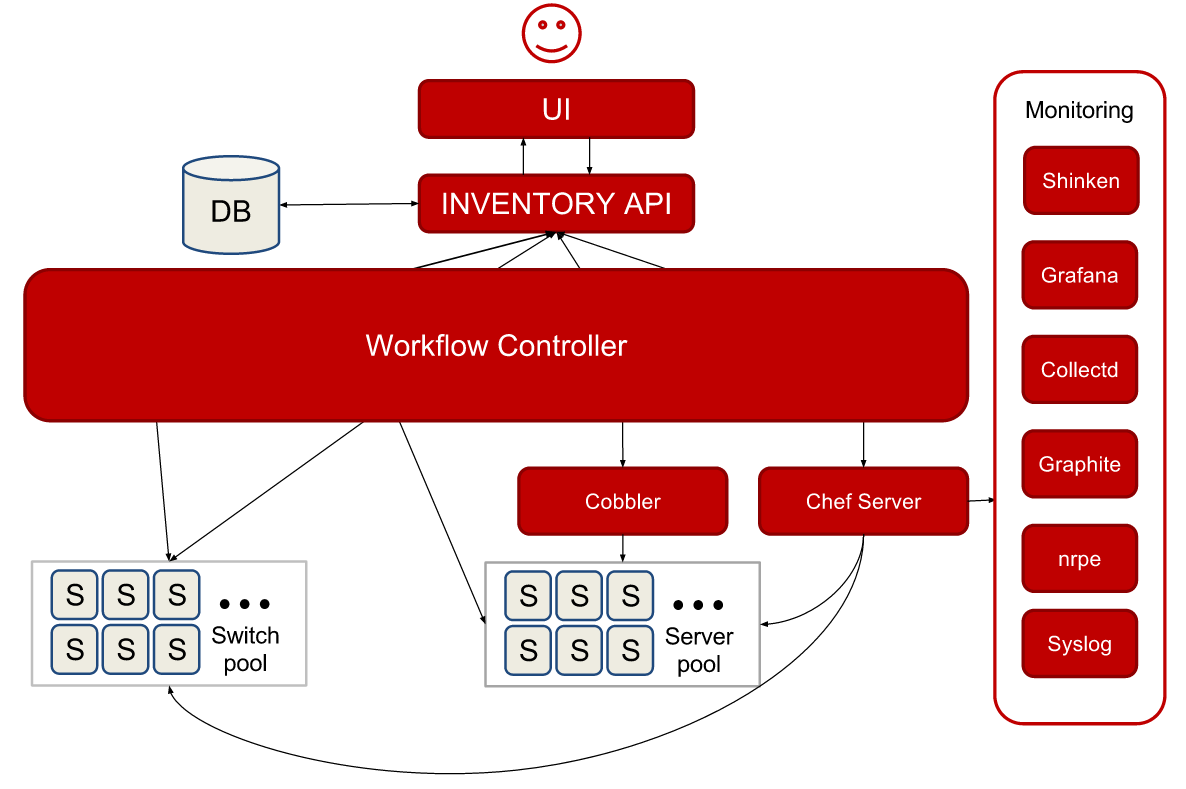 UI
Monitoring
INVENTORY API
DB
Shinken
Grafana
Workflow Controller
Collectd
Graphite
Cobbler
Chef Server
nrpe
S S S
S S S
Switch
pool
S S S
S S S
Server
pool
Syslog